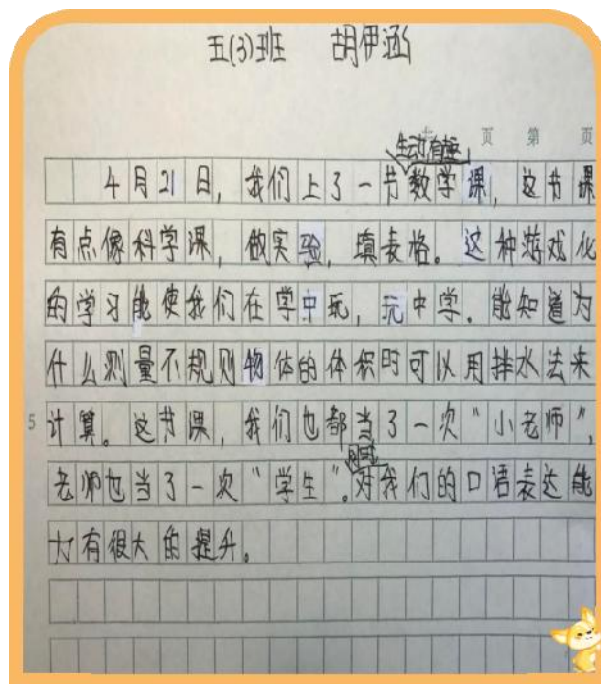 五(3)班 胡伊涵
页 第 页
生动有趣
4月21日,我们上了一节数学课,这节课
有点像科学课,做实验,填表格。这种游戏化
的学习能使我们在学中玩,玩中学。能知道为
什么测量不规则物体的体积时可以用排水法来
5 计算。这节课,我们也都当了一次“小老师”,
同时
老师也当了一次“学生”。对我们的口语表达能
力有很大的提升。